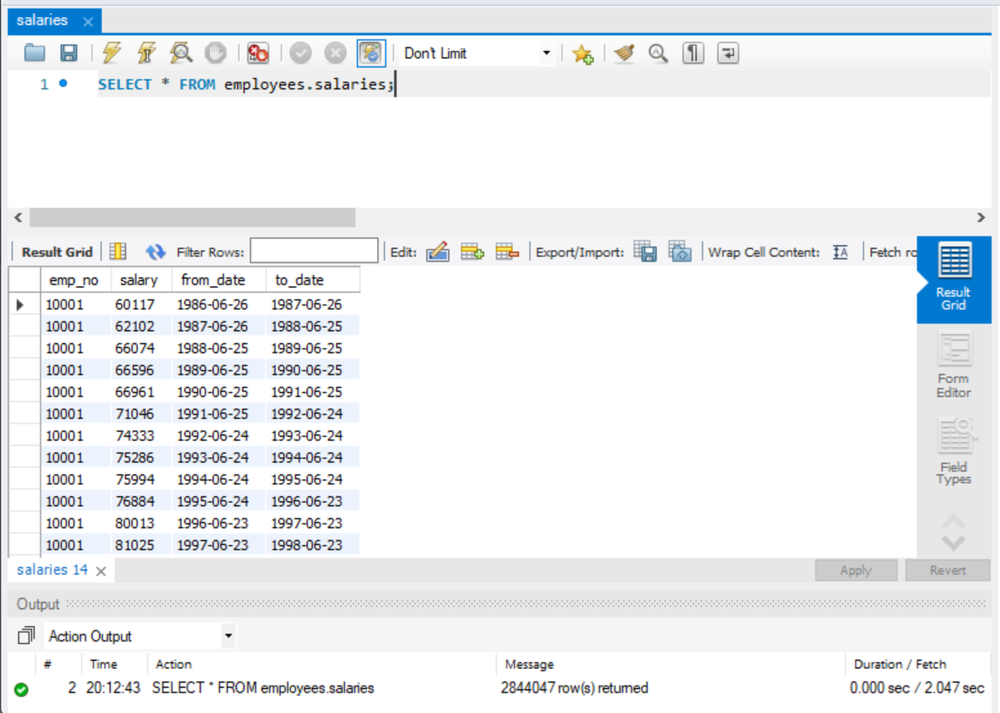 salaries
Don't Limit
1 SELECT * FROM employees.salaries;
Result Grid Filter Rows: Edit: Export/Import: Wrap Cell Content: Fetch ro
emp_no salary from_date to_date
10001 60117 1986-06-26 1987-06-26
10001 62102 1987-06-26 1988-06-25
10001 66074 1988-06-25 1989-06-25
10001 66596 1989-06-25 1990-06-25
10001 66961 1990-06-25 1991-06-25
10001 71046 1991-06-25 1992-06-24
10001 74333 1992-06-24 1993-06-24
10001 75286 1993-06-24 1994-06-24
10001 75994 1994-06-24 1995-06-24
10001 76884 1995-06-24 1996-06-23
10001 80013 1996-06-23 1997-06-23
10001 81025 1997-06-23 1998-06-23
Result
Grid
Form
Editor
Field
Types
salaries 14 Apply Revert
Output
Action Output
# Time Action Message Duration / Fetch
2 20:12:43 SELECT * FROM employees.salaries 2844047 row(s) returned 0.000 sec / 2.047 sec